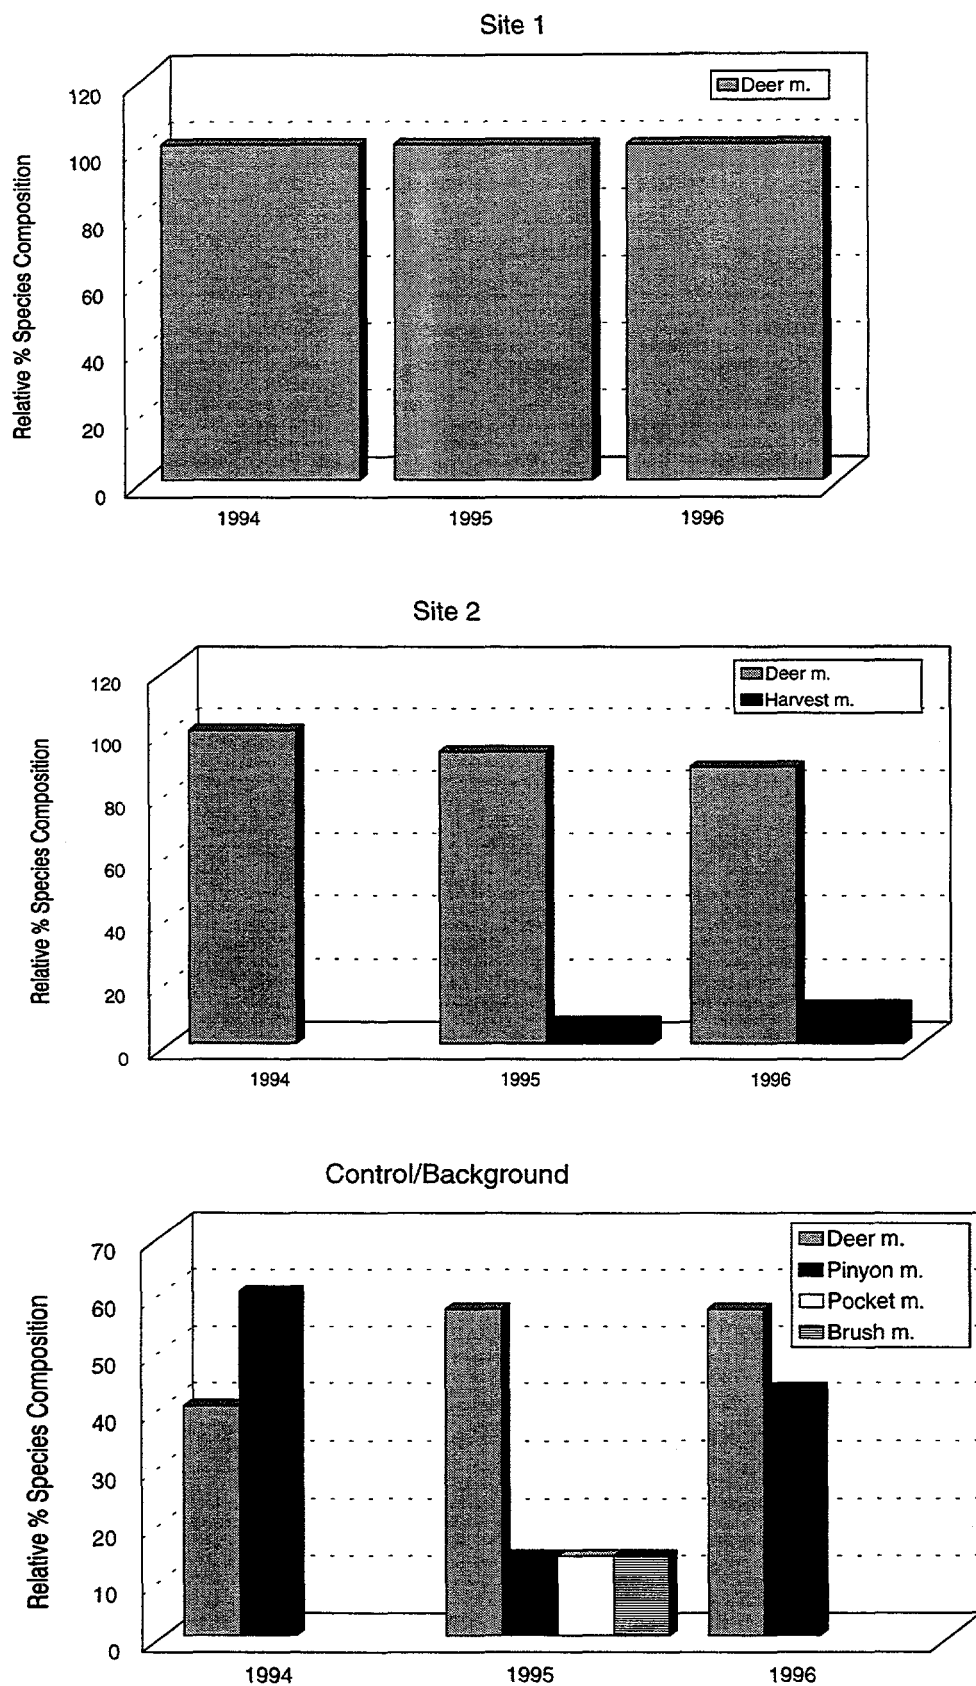 Site 1
Deer m.
Relative % Species Composition
120
100
80
60
40
20
0
1994 1995 1996
Site 2
Deer m.
Harvest m.
Relative % Species Composition
120
100
80
60
40
20
0
1994 1995 1996
Control/Background
Deer m.
Pinyon m.
Pocket m.
Brush m.
Relative % Species Composition
70
60
50
40
30
20
10
0
1994 1995 1996